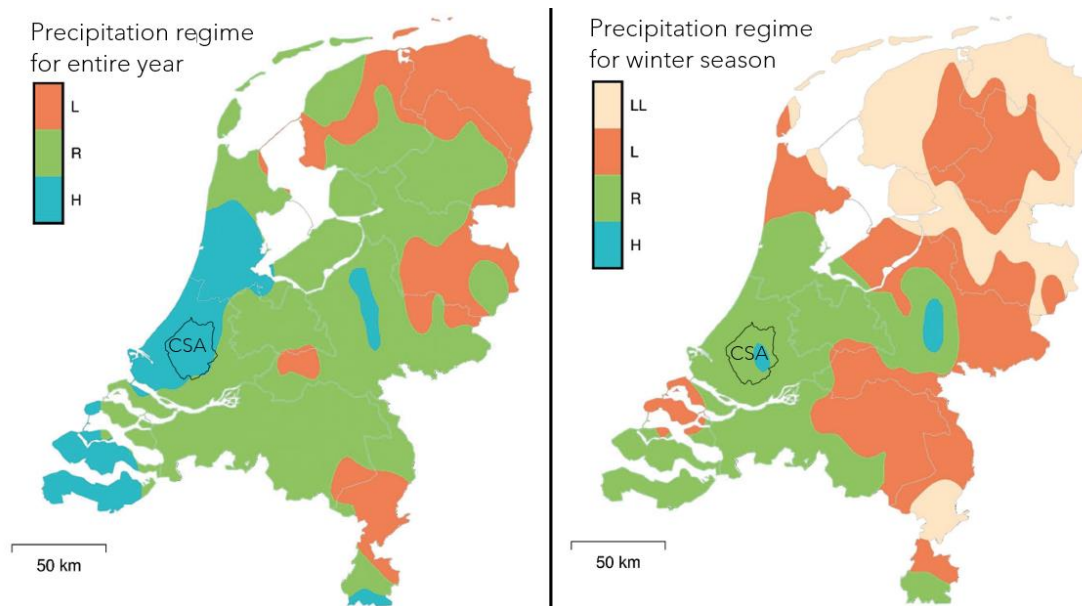 Precipitation regime
for entire year
L
R
H
CSA
50 km
Precipitation regime
for winter season
LL
L
R
H
CSA
50 km